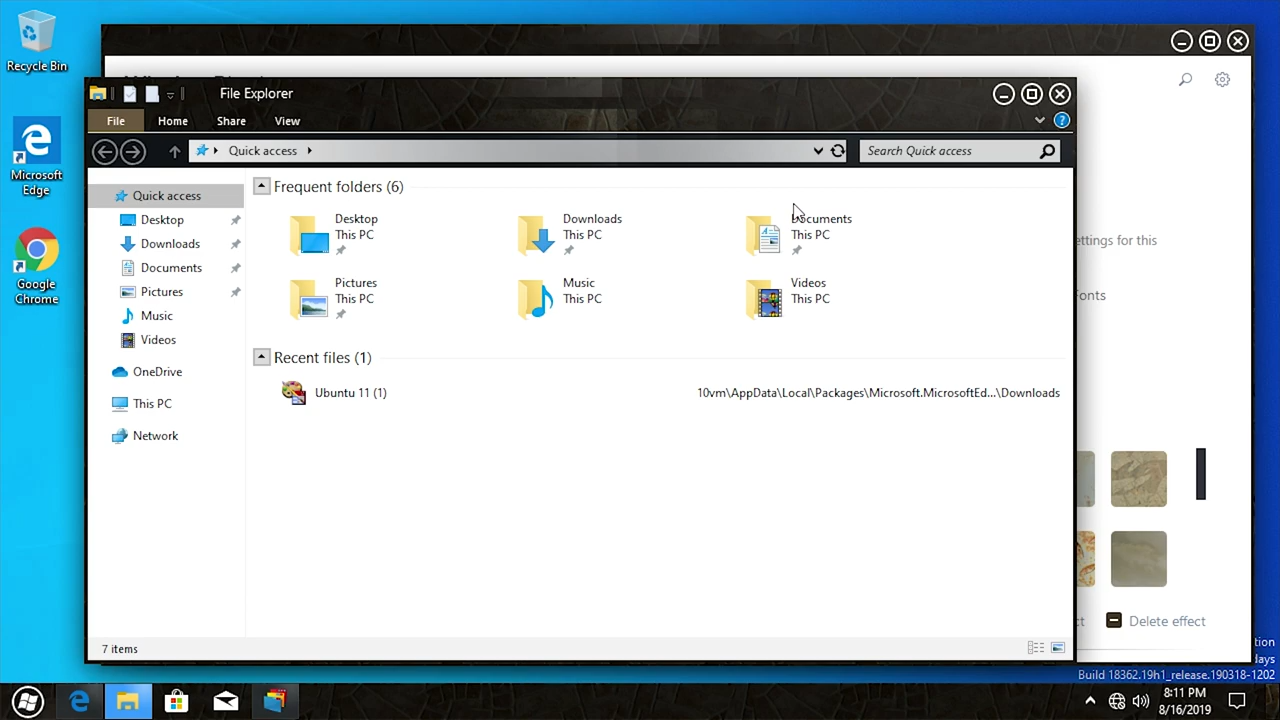 Recycle Bin
Microsoft Edge
Google Chrome
File Explorer
File Home Share View
Quick access
Search Quick access
Quick access
Desktop
Downloads
Documents
Pictures
Music
Videos
OneDrive
This PC
Network
Frequent folders (6)
Desktop
This PC
Downloads
This PC
Documents
This PC
Pictures
This PC
Music
This PC
Videos
This PC
Recent files (1)
Ubuntu 11 (1) 10vm\AppData\Local\Packages\Microsoft.MicrosoftEd...\Downloads
7 items
ettings for this
onts
Delete effect
days
Build 18362.19h1_release.190318-1202
8:11 PM
8/16/2019